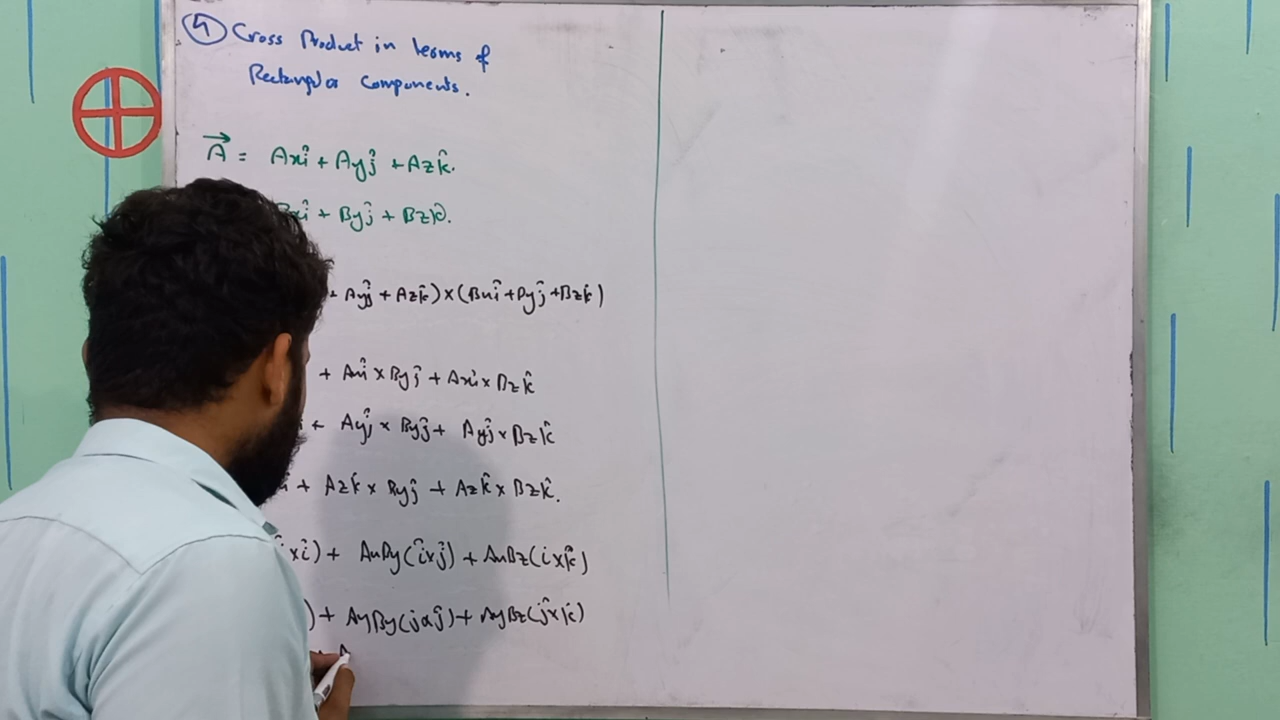 ④ Cross Product in terms of
Rectangular Components.
A⃗ = Axî + Ayĵ + Azk̂.
Bxî + Byĵ + Bzk̂.
+ Ayĵ + Azk̂) × (Bxî + Byĵ + Bzk̂)
+ Axî × Byĵ + Axî × Bzk̂
+ Ayĵ × Byĵ + Ayĵ × Bzk̂
î + Azk̂ × Byĵ + Azk̂ × Bzk̂.
× î) + AxBy(î×ĵ) + AxBz(i×k̂)
) + AyBy(j×ĵ) + AyBz(ĵ×k̂)